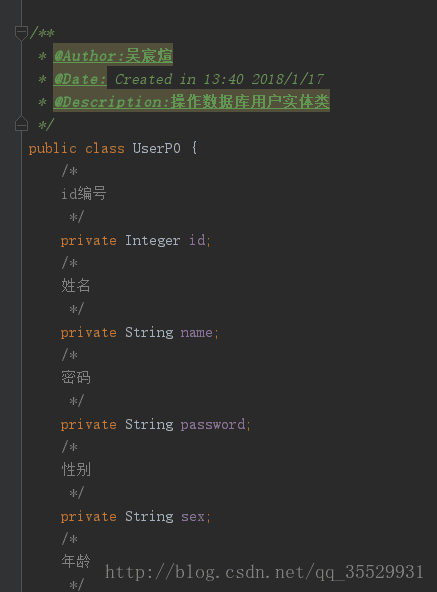 /**
 * @Author:吴宸煊
 * @Date: Created in 13:40 2018/1/17
 * @Description:操作数据库用户实体类
 */
public class UserPO {
    /*
    id编号
     */
    private Integer id;
    /*
    姓名
     */
    private String name;
    /*
    密码
     */
    private String password;
    /*
    性别
     */
    private String sex;
    /*
    年龄
     */
http://blog.csdn.net/qq_35529931